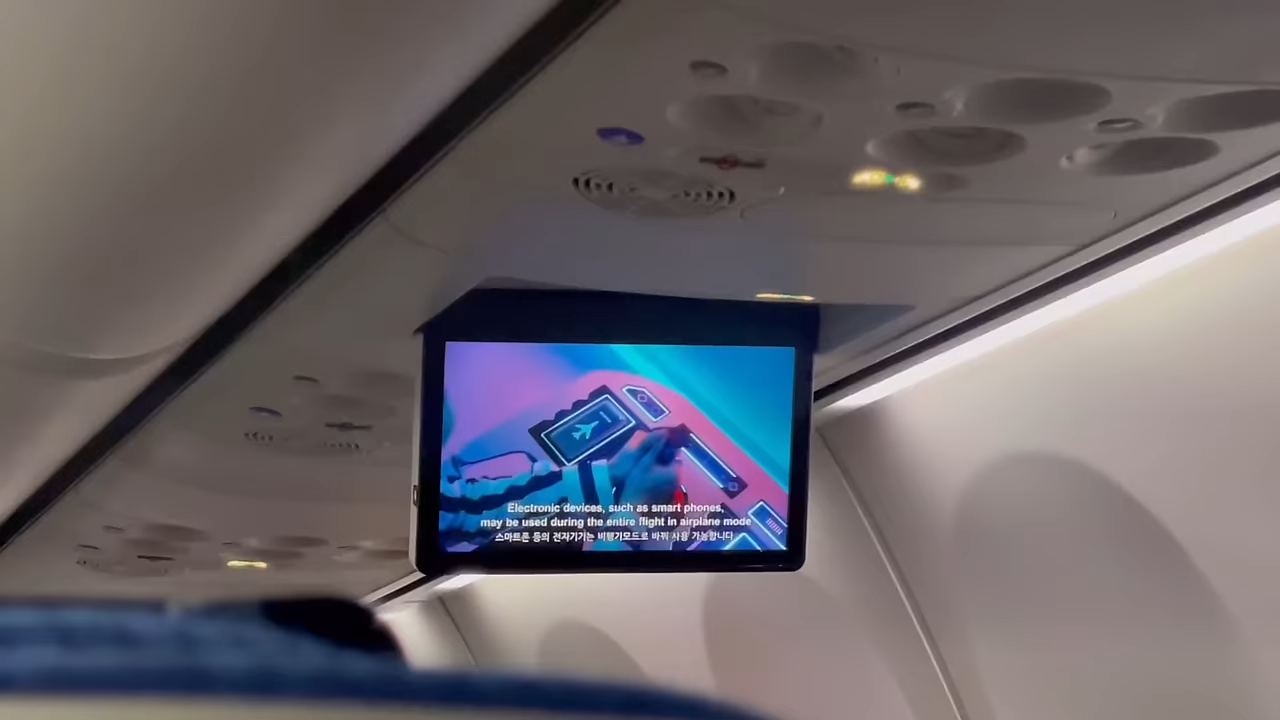 Electronic devices, such as smart phones,
may be used during the entire flight in airplane mode
스마트폰 등의 전자기기는 비행기모드로 바꿔 사용 가능합니다